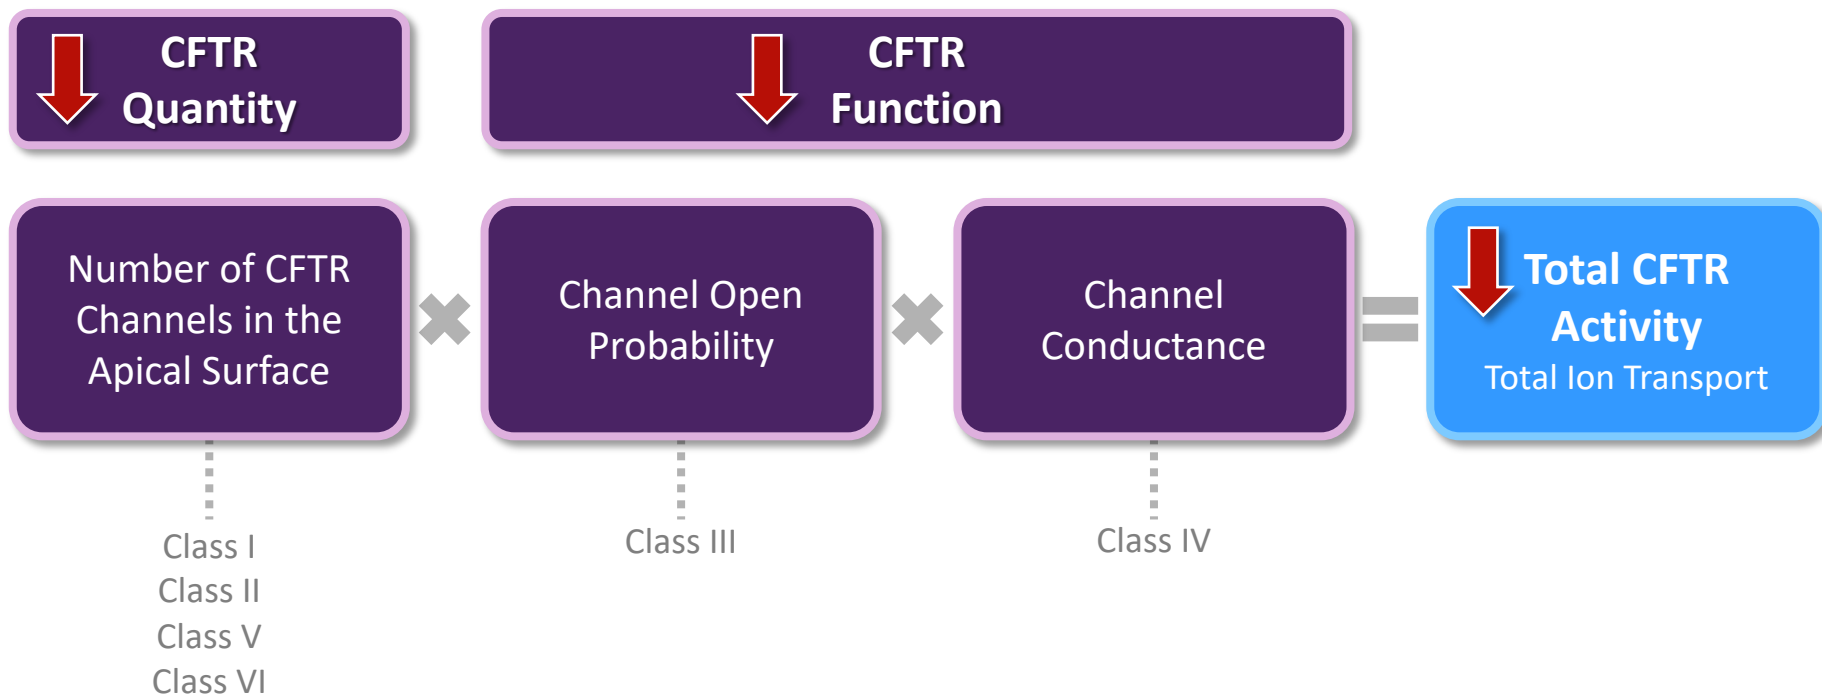 CFTR
Quantity
CFTR
Function
Number of CFTR
Channels in the
Apical Surface
Channel Open
Probability
Channel
Conductance
Total CFTR
Activity
Total Ion Transport
Class I
Class II
Class V
Class VI
Class III
Class IV